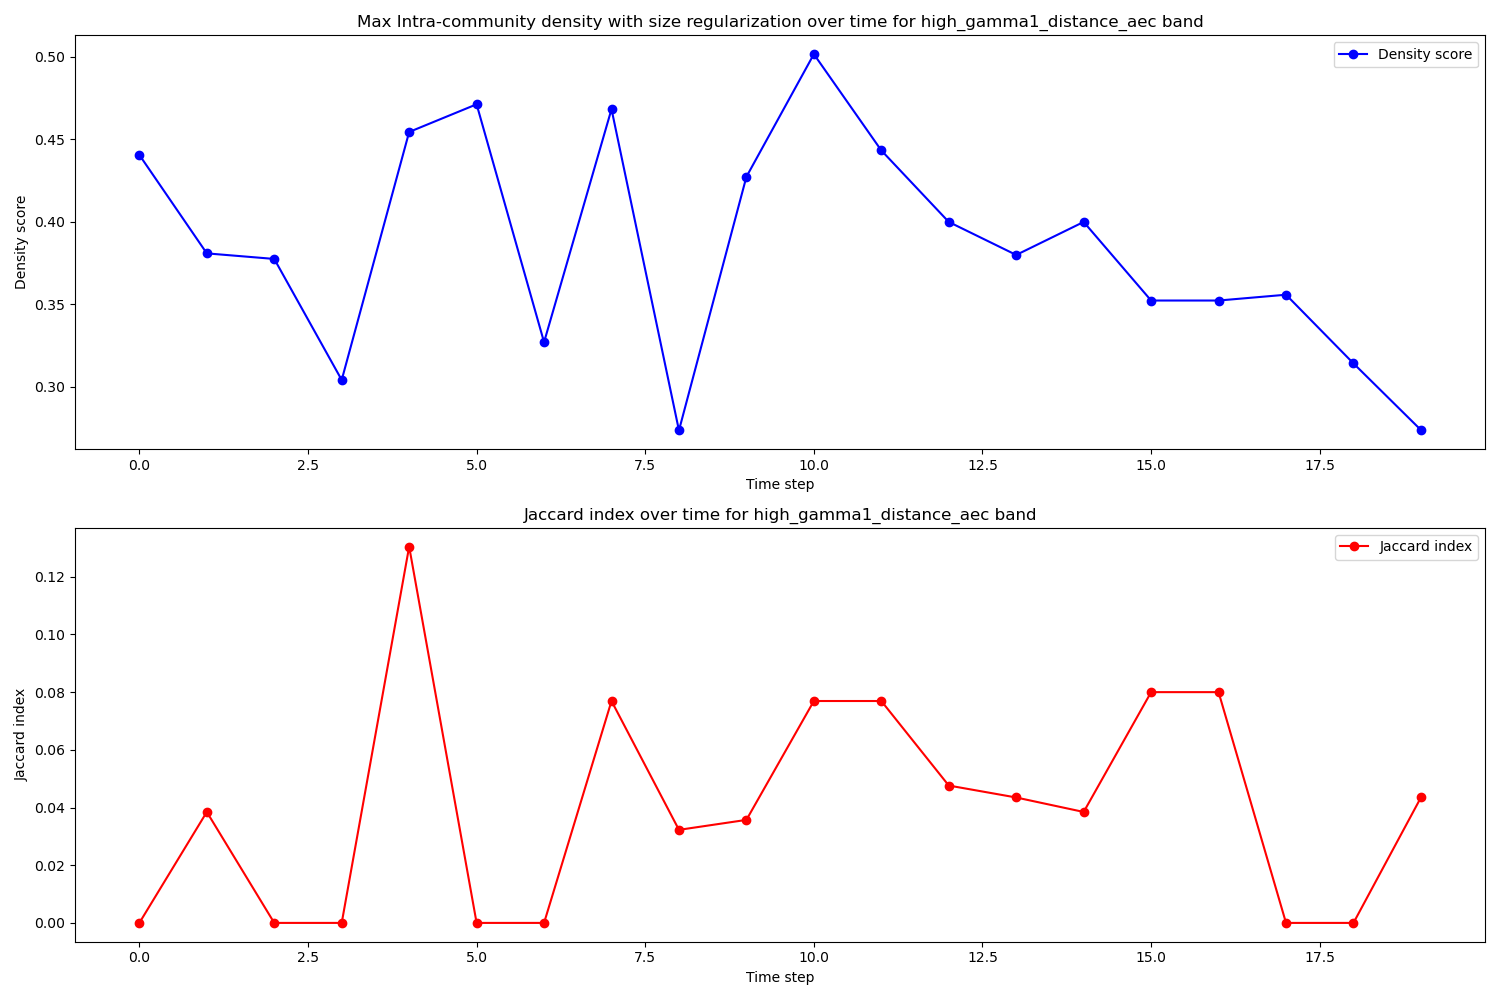 Max Intra-community density with size regularization over time for high_gamma1_distance_aec band
Density score
0.50
0.45
0.40
0.35
0.30
Density score
0.0 2.5 5.0 7.5 10.0 12.5 15.0 17.5
Time step
Jaccard index over time for high_gamma1_distance_aec band
Jaccard index
0.12
0.10
0.08
0.06
0.04
0.02
0.00
Jaccard index
0.0 2.5 5.0 7.5 10.0 12.5 15.0 17.5
Time step